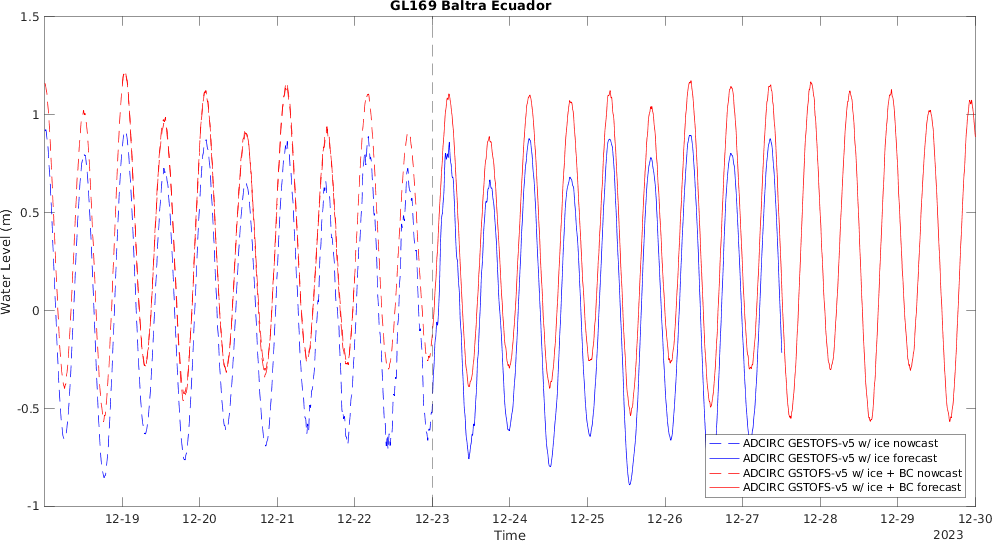 GL169 Baltra Ecuador
1.5
1
0.5
0
-0.5
-1
Water Level (m)
12-19
12-20
12-21
12-22
12-23
12-24
12-25
12-26
12-27
12-28
12-29
12-30
Time
2023
ADCIRC GESTOFS-v5 w/ ice nowcast
ADCIRC GESTOFS-v5 w/ ice forecast
ADCIRC GSTOFS-v5 w/ ice + BC nowcast
ADCIRC GSTOFS-v5 w/ ice + BC forecast